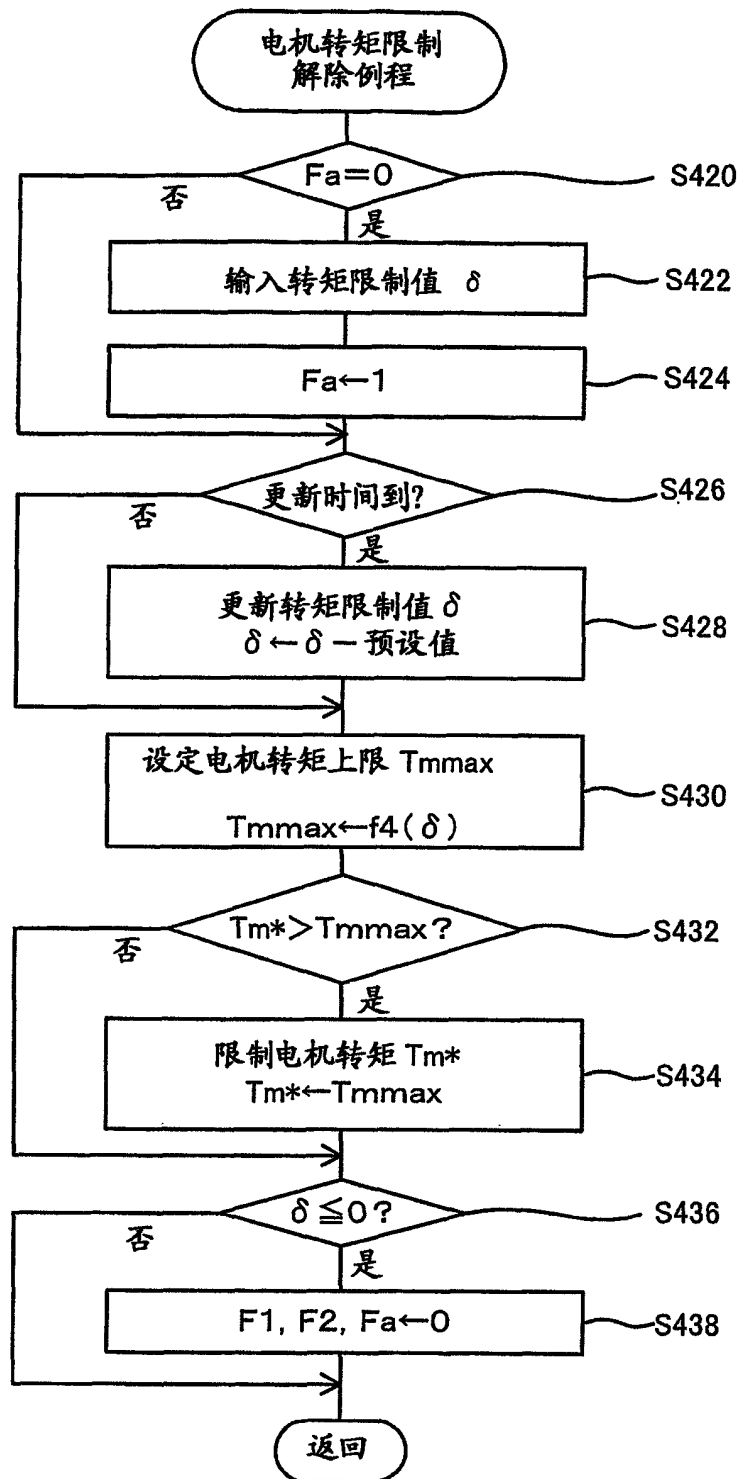 电机转矩限制
解除例程
Fa=0
S420
否
是
输入转矩限制值 δ
S422
Fa←1
S424
更新时间到?
S426
否
是
更新转矩限制值 δ
δ←δ－预设值
S428
设定电机转矩上限 Tmmax
Tmmax←f4(δ)
S430
Tm*>Tmmax?
S432
否
是
限制电机转矩 Tm*
Tm*←Tmmax
S434
δ≦0?
S436
否
是
F1, F2, Fa←0
S438
返回